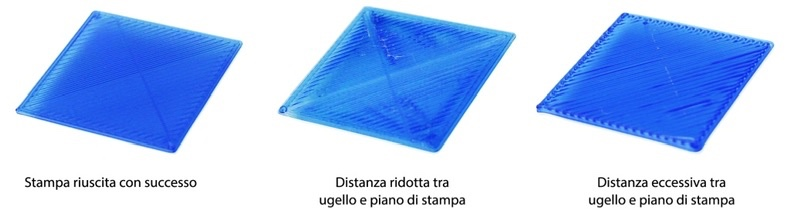 Stampa riuscita con successo
Distanza ridotta tra
ugello e piano di stampa
Distanza eccessiva tra
ugello e piano di stampa